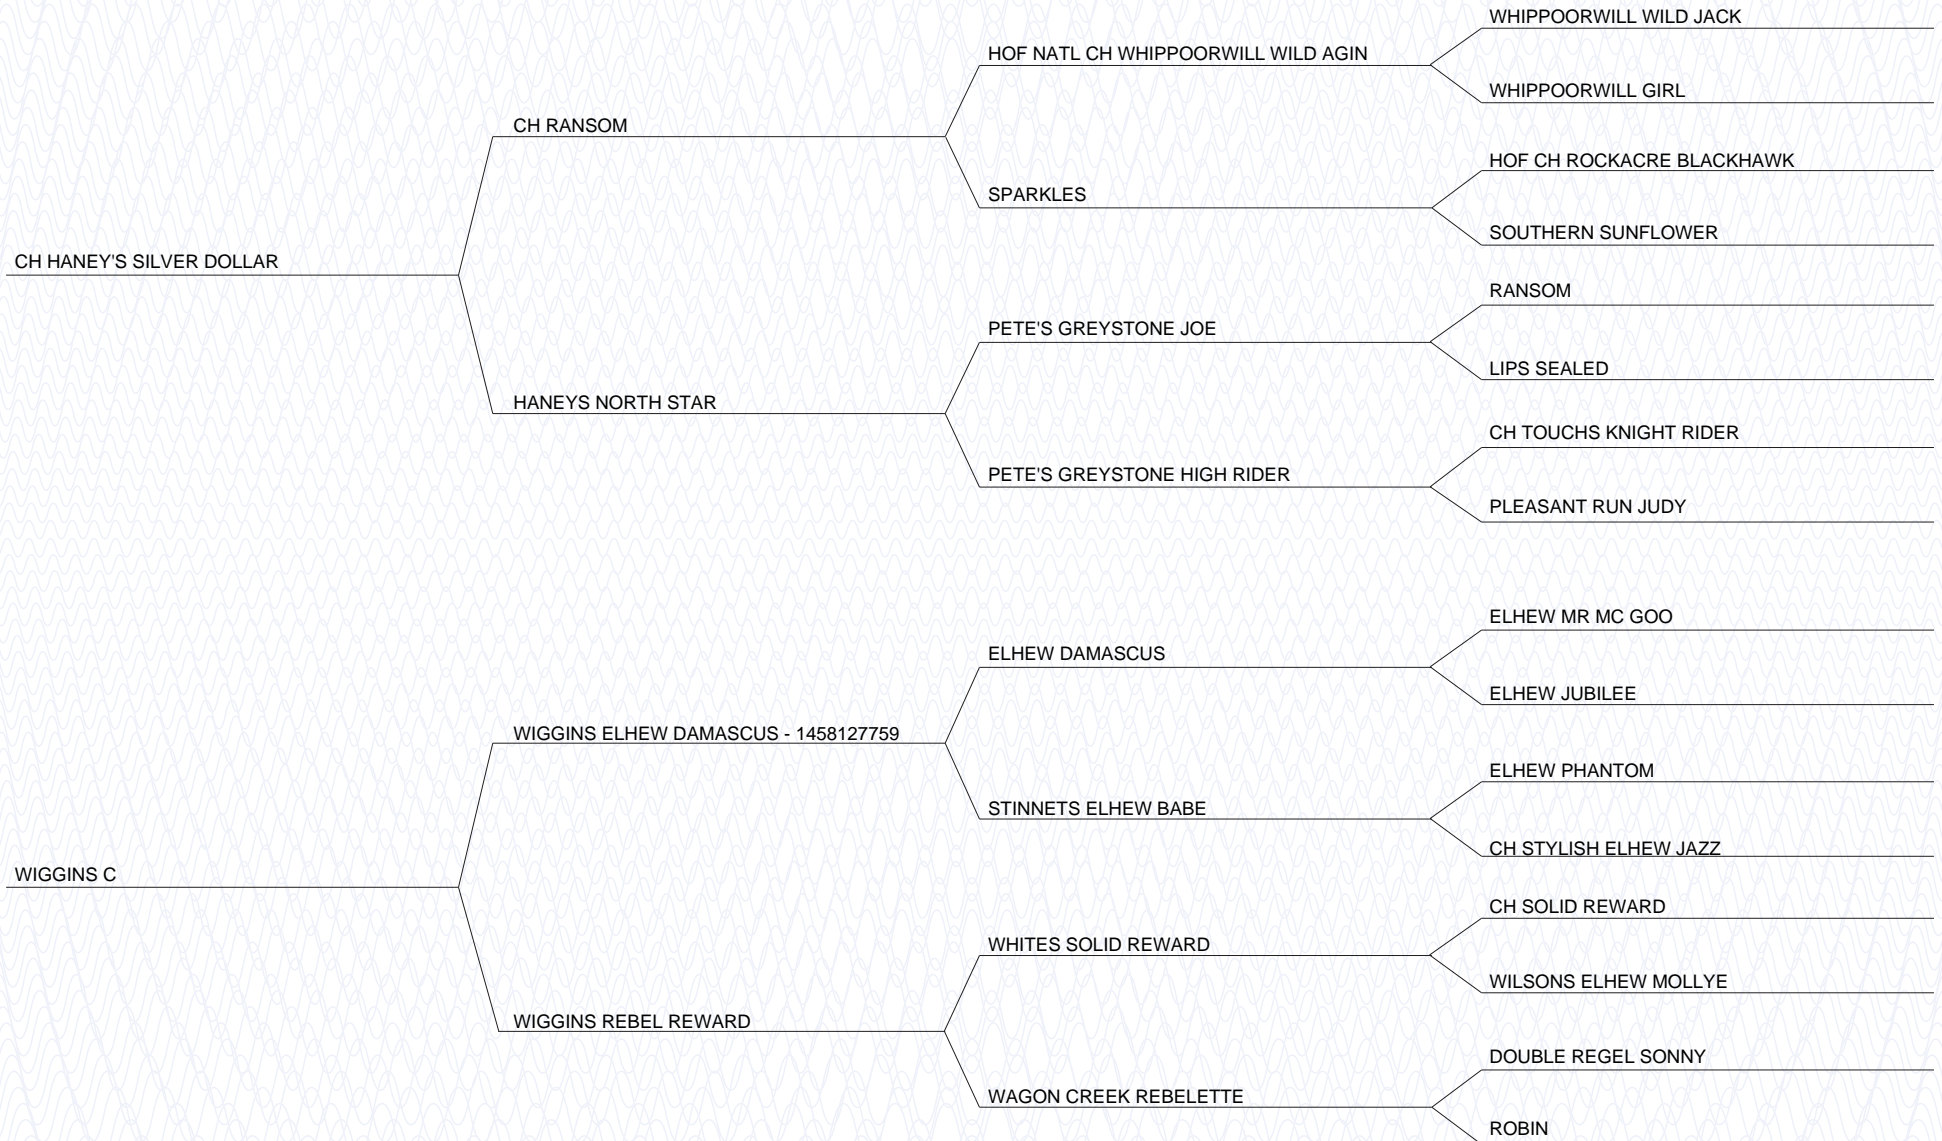 WHIPPOORWILL WILD JACK
HOF NATL CH WHIPPOORWILL WILD AGIN
WHIPPOORWILL GIRL
CH RANSOM
HOF CH ROCKACRE BLACKHAWK
SPARKLES
SOUTHERN SUNFLOWER
CH HANEY'S SILVER DOLLAR
RANSOM
PETE'S GREYSTONE JOE
LIPS SEALED
HANEYS NORTH STAR
CH TOUCHS KNIGHT RIDER
PETE'S GREYSTONE HIGH RIDER
PLEASANT RUN JUDY
ELHEW MR MC GOO
ELHEW DAMASCUS
ELHEW JUBILEE
WIGGINS ELHEW DAMASCUS - 1458127759
ELHEW PHANTOM
STINNETS ELHEW BABE
CH STYLISH ELHEW JAZZ
WIGGINS C
CH SOLID REWARD
WHITES SOLID REWARD
WILSONS ELHEW MOLLYE
WIGGINS REBEL REWARD
DOUBLE REGEL SONNY
WAGON CREEK REBELETTE
ROBIN